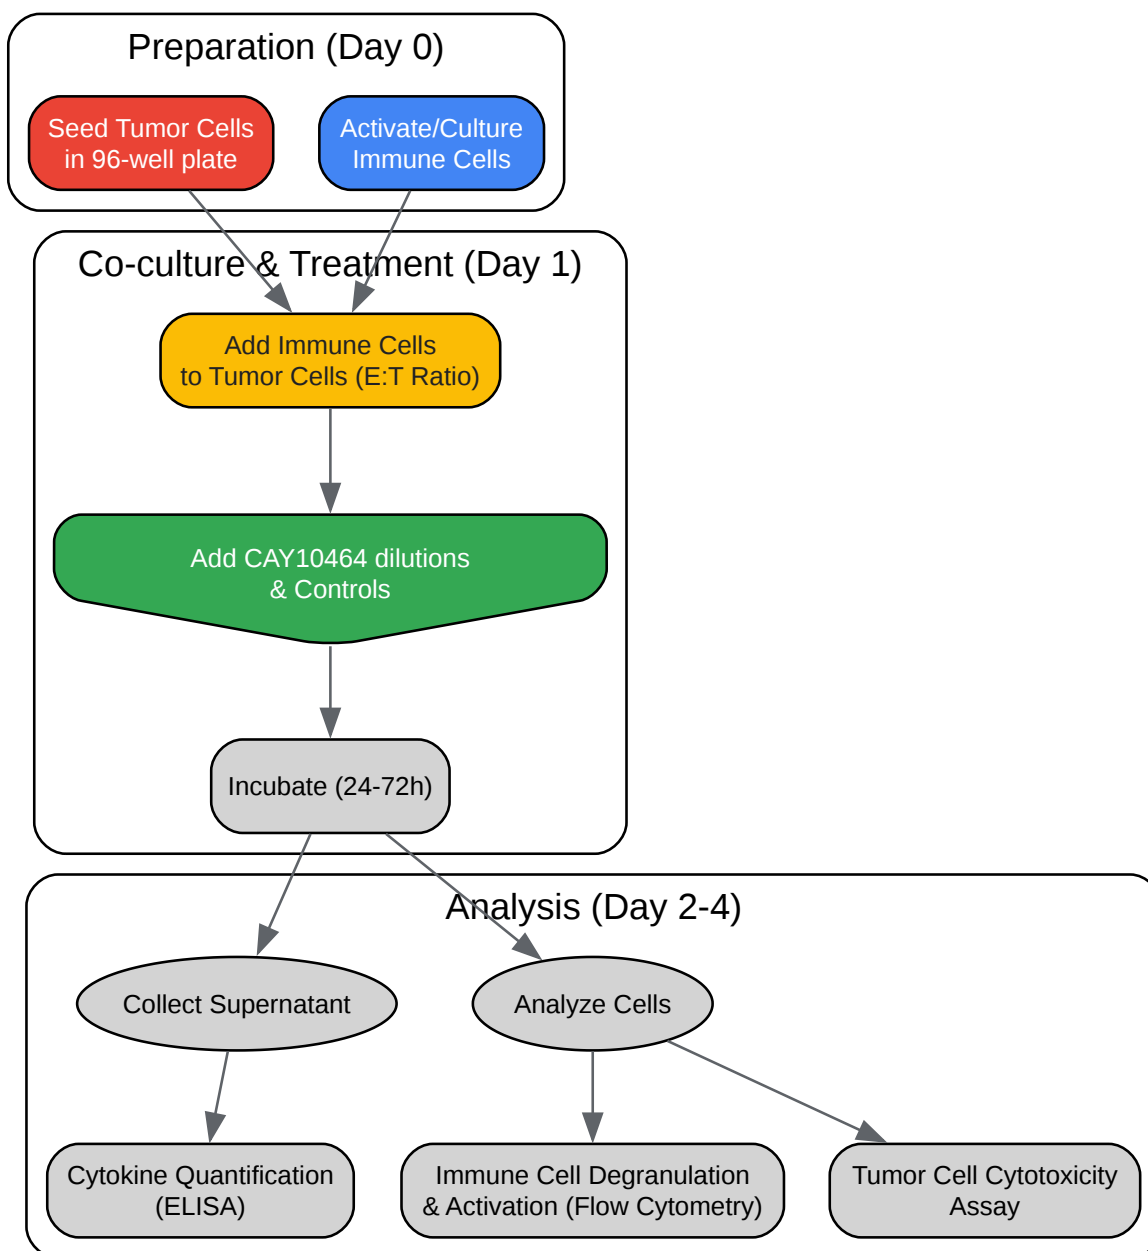 Preparation (Day 0)
Seed Tumor Cells
in 96-well plate
Activate/Culture
Immune Cells
Co-culture & Treatment (Day 1)
Add Immune Cells
to Tumor Cells (E:T Ratio)
Add CAY10464 dilutions
& Controls
Incubate (24-72h)
Analysis (Day 2-4)
Collect Supernatant
Analyze Cells
Cytokine Quantification
(ELISA)
Immune Cell Degranulation
& Activation (Flow Cytometry)
Tumor Cell Cytotoxicity
Assay